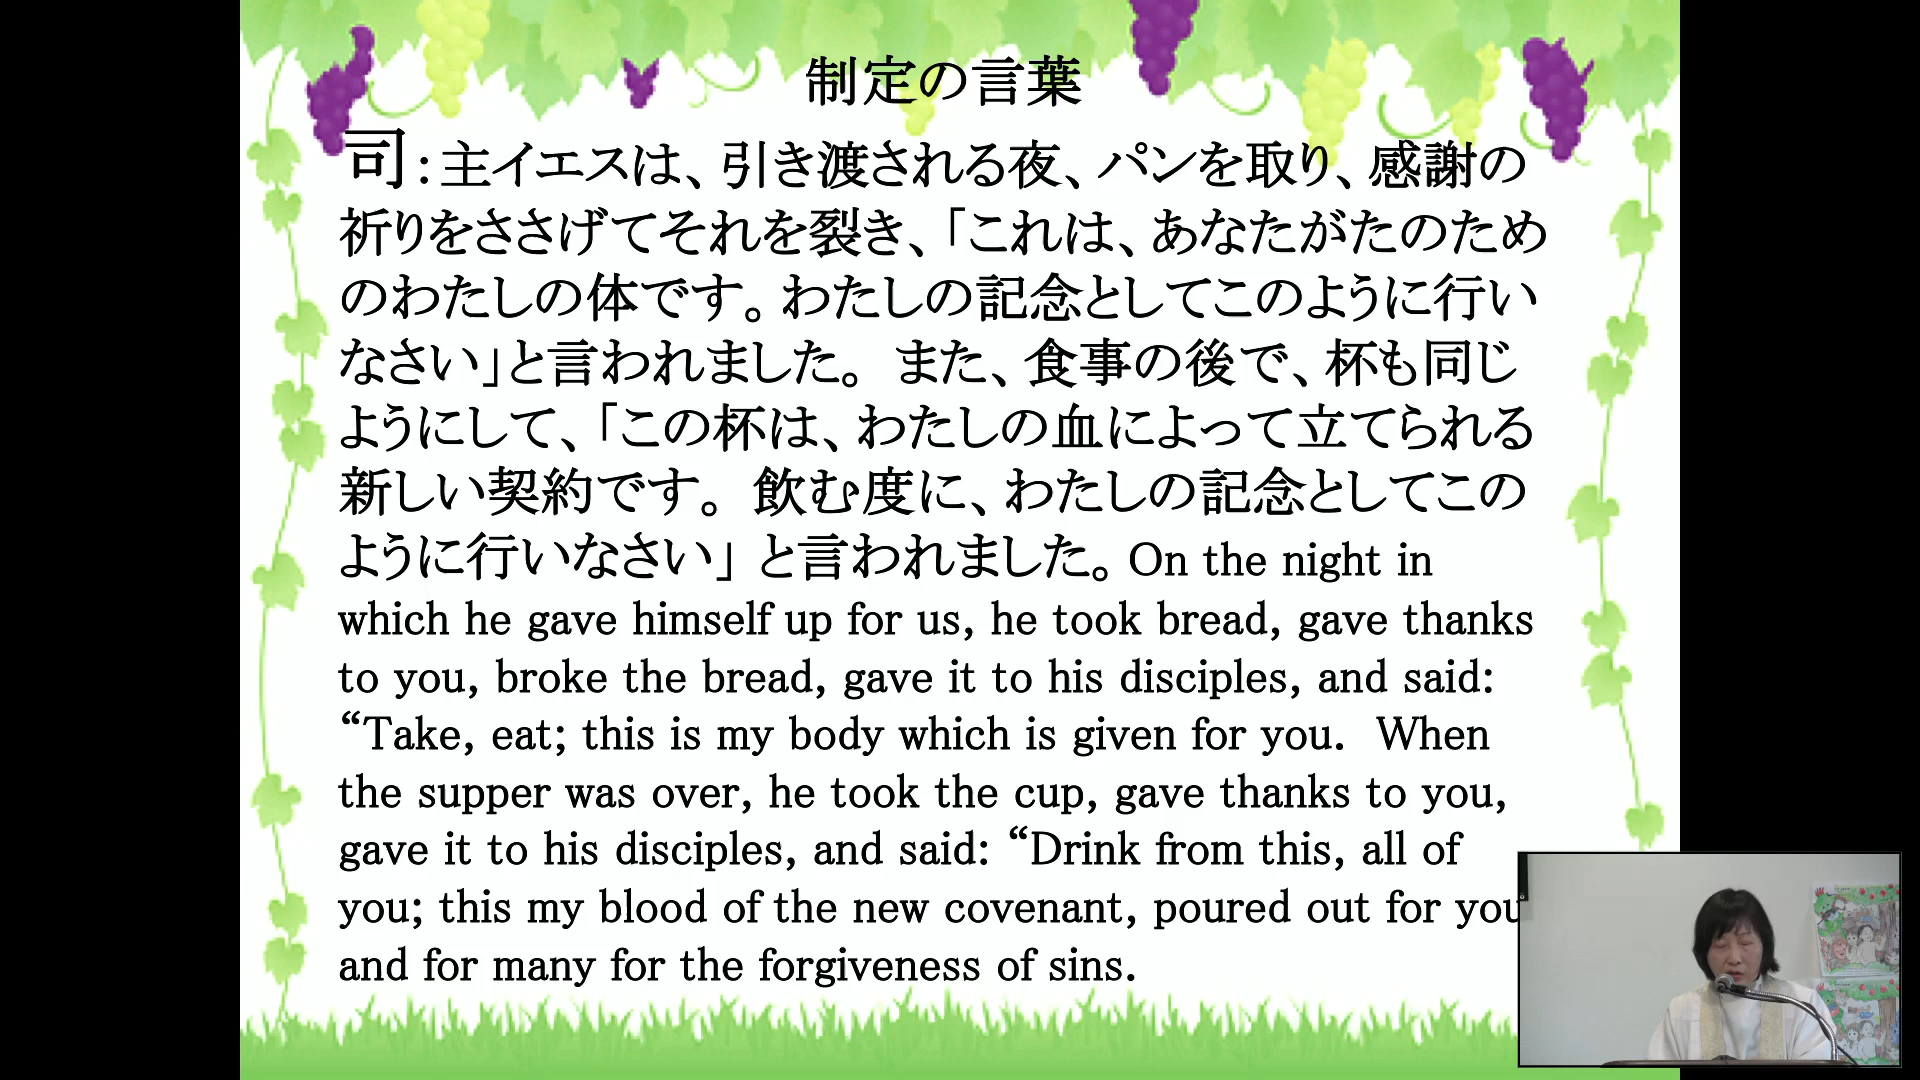 制定の言葉
司：主イエスは、引き渡される夜、パンを取り、感謝の
祈りをささげてそれを裂き、「これは、あなたがたのため
のわたしの体です。わたしの記念としてこのように行い
なさい」と言われました。 また、食事の後で、杯も同じ
ようにして、「この杯は、わたしの血によって立てられる
新しい契約です。 飲む度に、わたしの記念としてこの
ように行いなさい」 と言われました。On the night in
which he gave himself up for us, he took bread, gave thanks
to you, broke the bread, gave it to his disciples, and said:
“Take, eat; this is my body which is given for you.  When
the supper was over, he took the cup, gave thanks to you,
gave it to his disciples, and said: “Drink from this, all of
you; this my blood of the new covenant, poured out for you
and for many for the forgiveness of sins.